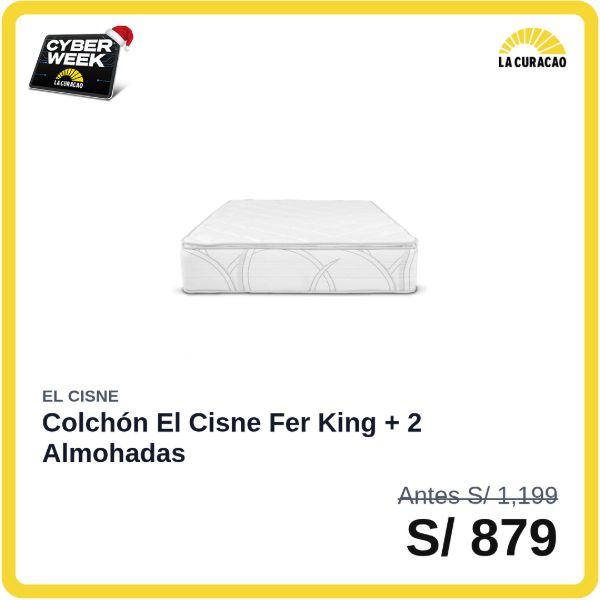 CYBER
WEEK
LA CURACAO
LA CURACAO
EL CISNE
Colchón El Cisne Fer King + 2
Almohadas
Antes S/ 1,199
S/ 879